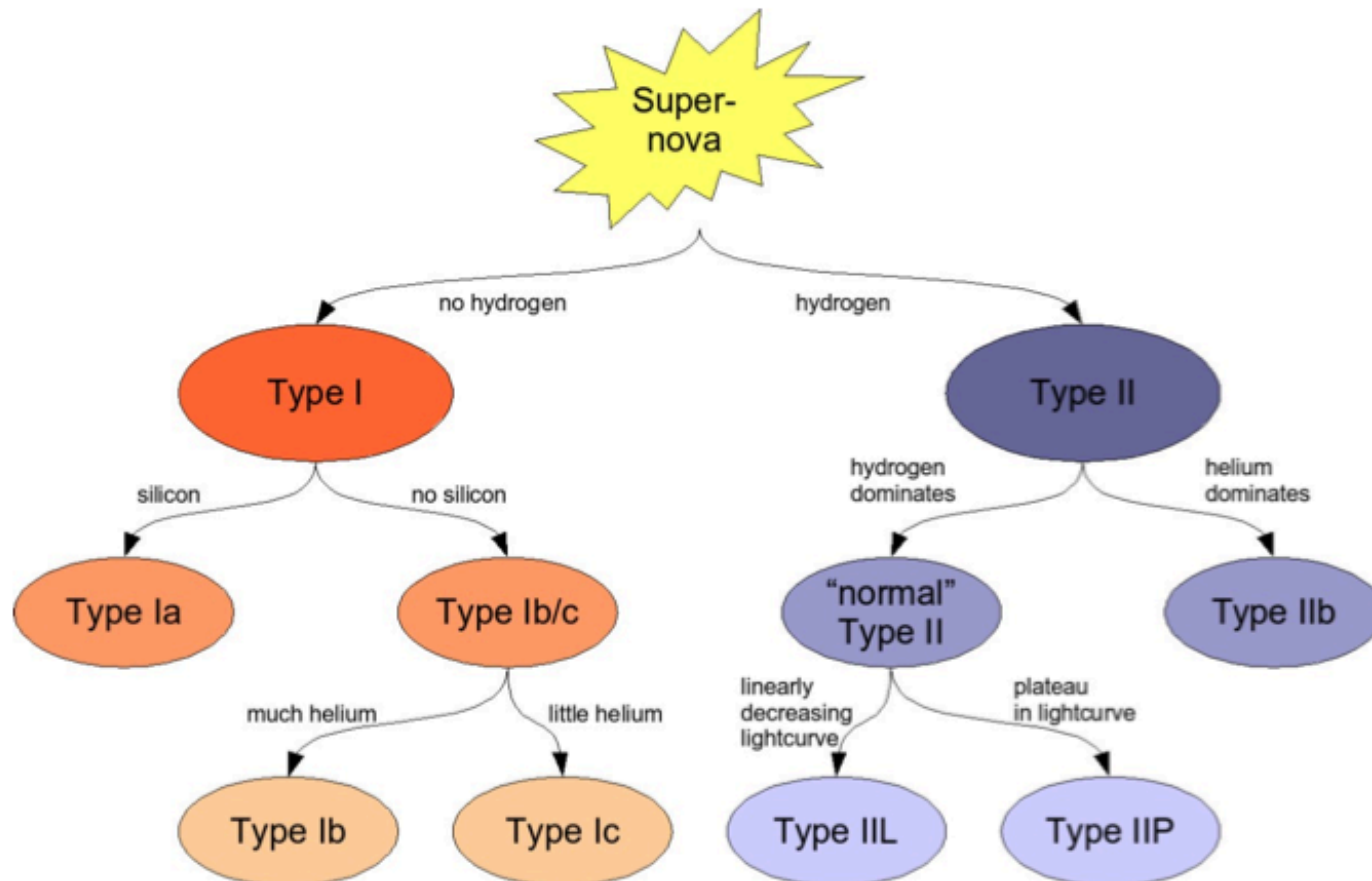 Super-
nova
no hydrogen
hydrogen
Type I
Type II
silicon
no silicon
hydrogen
dominates
helium
dominates
Type Ia
Type Ib/c
“normal”
Type II
Type IIb
much helium
little helium
linearly
decreasing
lightcurve
plateau
in lightcurve
Type Ib
Type Ic
Type IIL
Type IIP